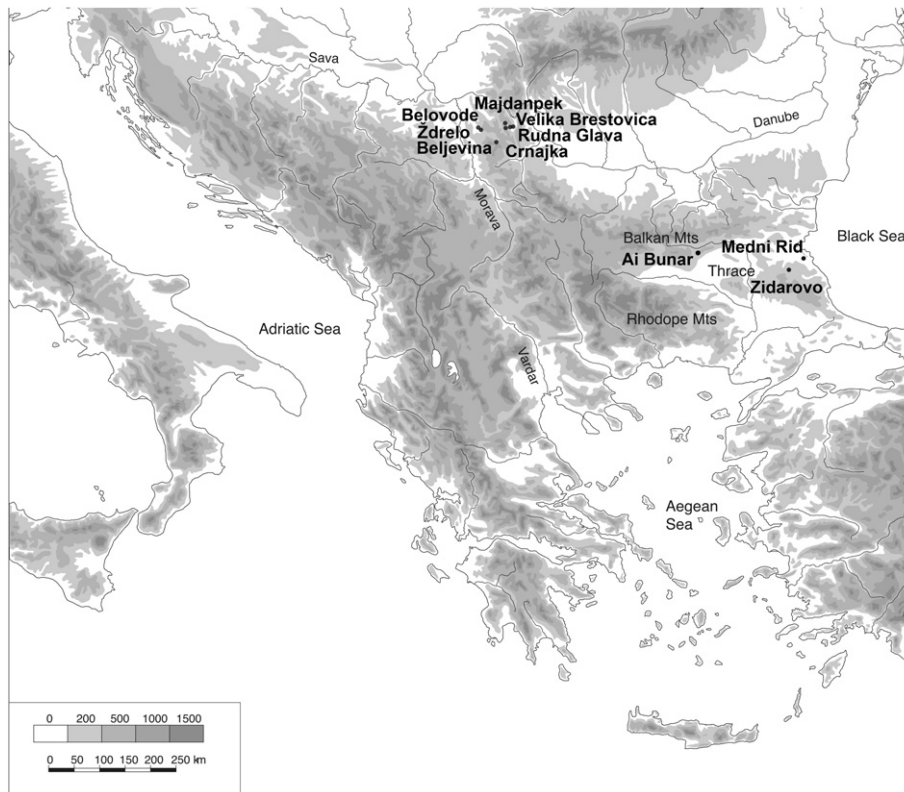 Sava
Majdanpek
Belovode
Velika Brestovica
Ždrelo
Rudna Glava
Beljevina
Crnajka
Danube
Morava
Balkan Mts
Medni Rid
Black Sea
Ai Bunar
Thrace
Zidarovo
Rhodope Mts
Adriatic Sea
Vardar
Aegean
Sea
0 200 500 1000 1500
0 50 100 150 200 250 km